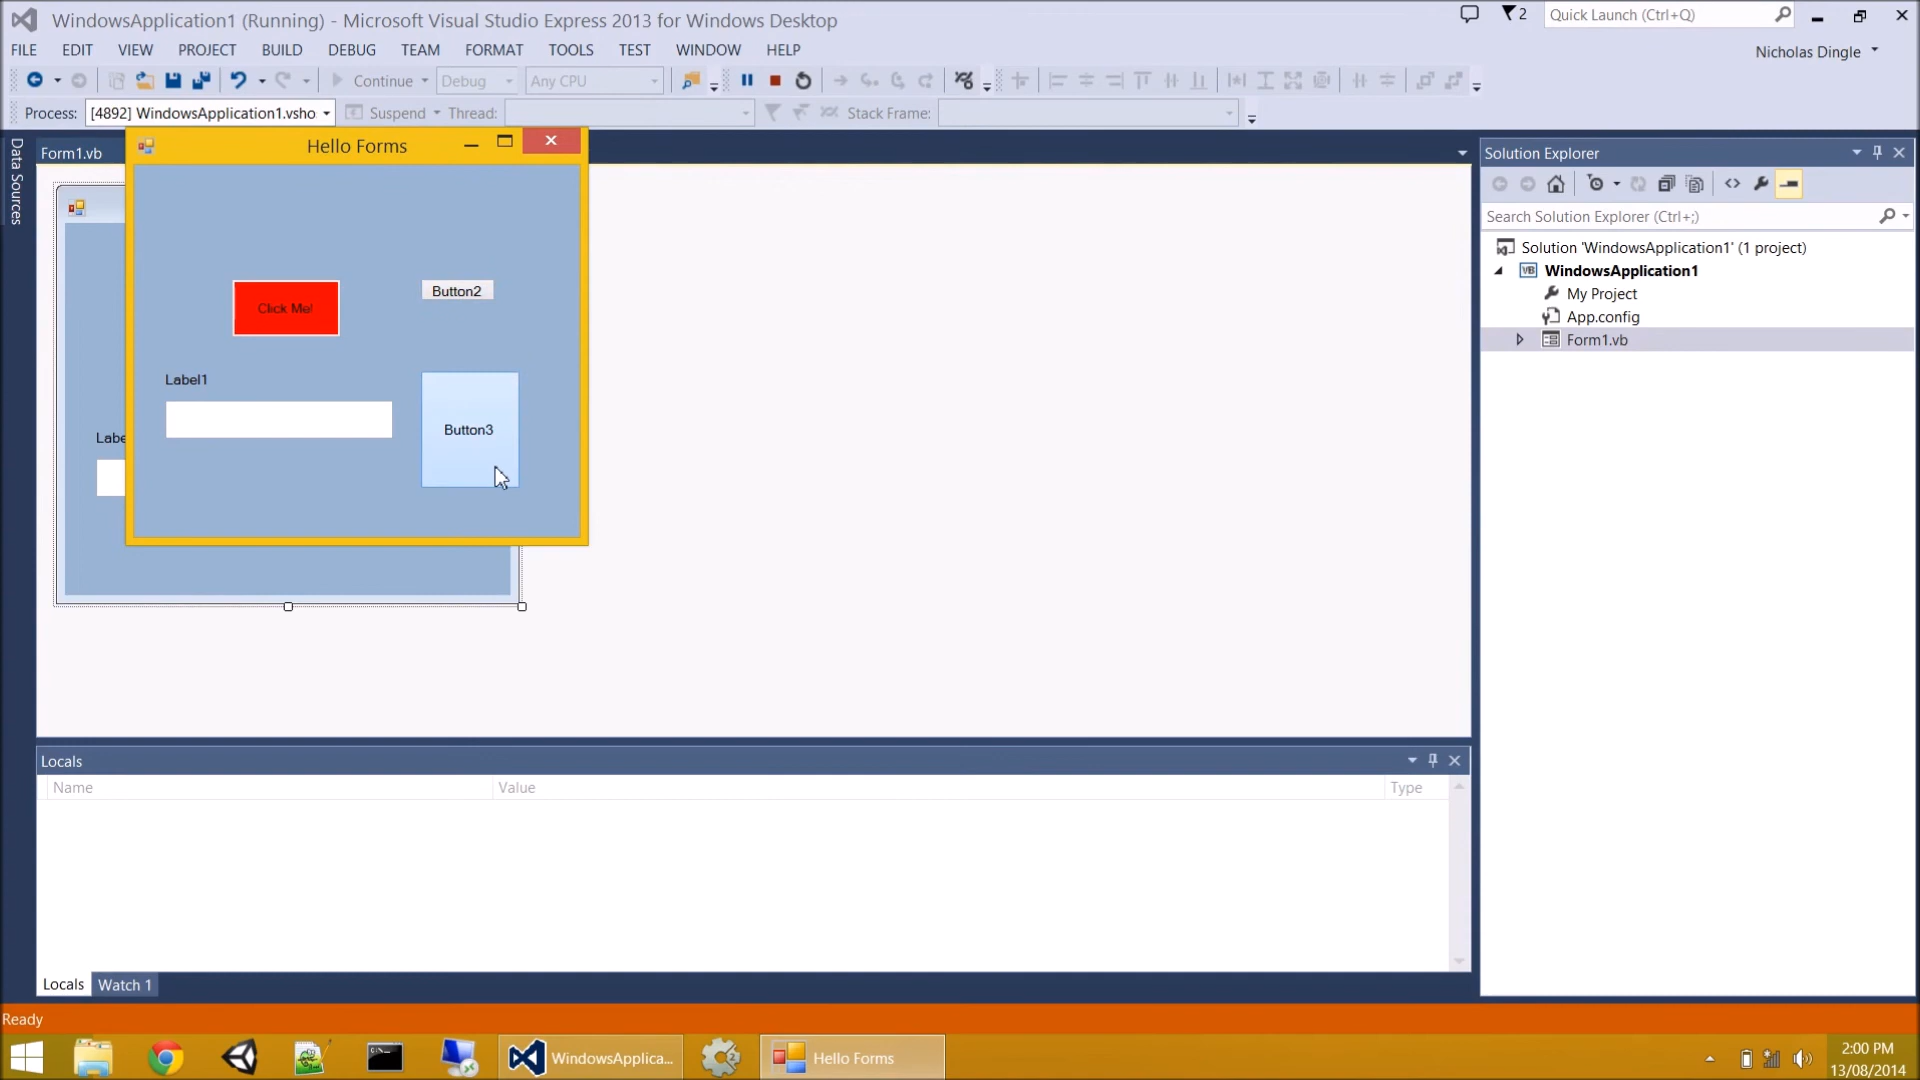 WindowsApplication1 (Running) - Microsoft Visual Studio Express 2013 for Windows Desktop
2
Quick Launch (Ctrl+Q)
FILE EDIT VIEW PROJECT BUILD DEBUG TEAM FORMAT TOOLS TEST WINDOW HELP
Nicholas Dingle
Continue Debug Any CPU
Process: [4892] WindowsApplication1.vsho Suspend Thread: Stack Frame:
Data Sources
Form1.vb
Hello Forms
Click Me!
Button2
Label1
Button3
Labe
Solution Explorer
Search Solution Explorer (Ctrl+;)
Solution 'WindowsApplication1' (1 project)
VB WindowsApplication1
My Project
App.config
Form1.vb
Locals
Name Value Type
Locals Watch 1
Ready
WindowsApplica...
Hello Forms
2:00 PM
13/08/2014